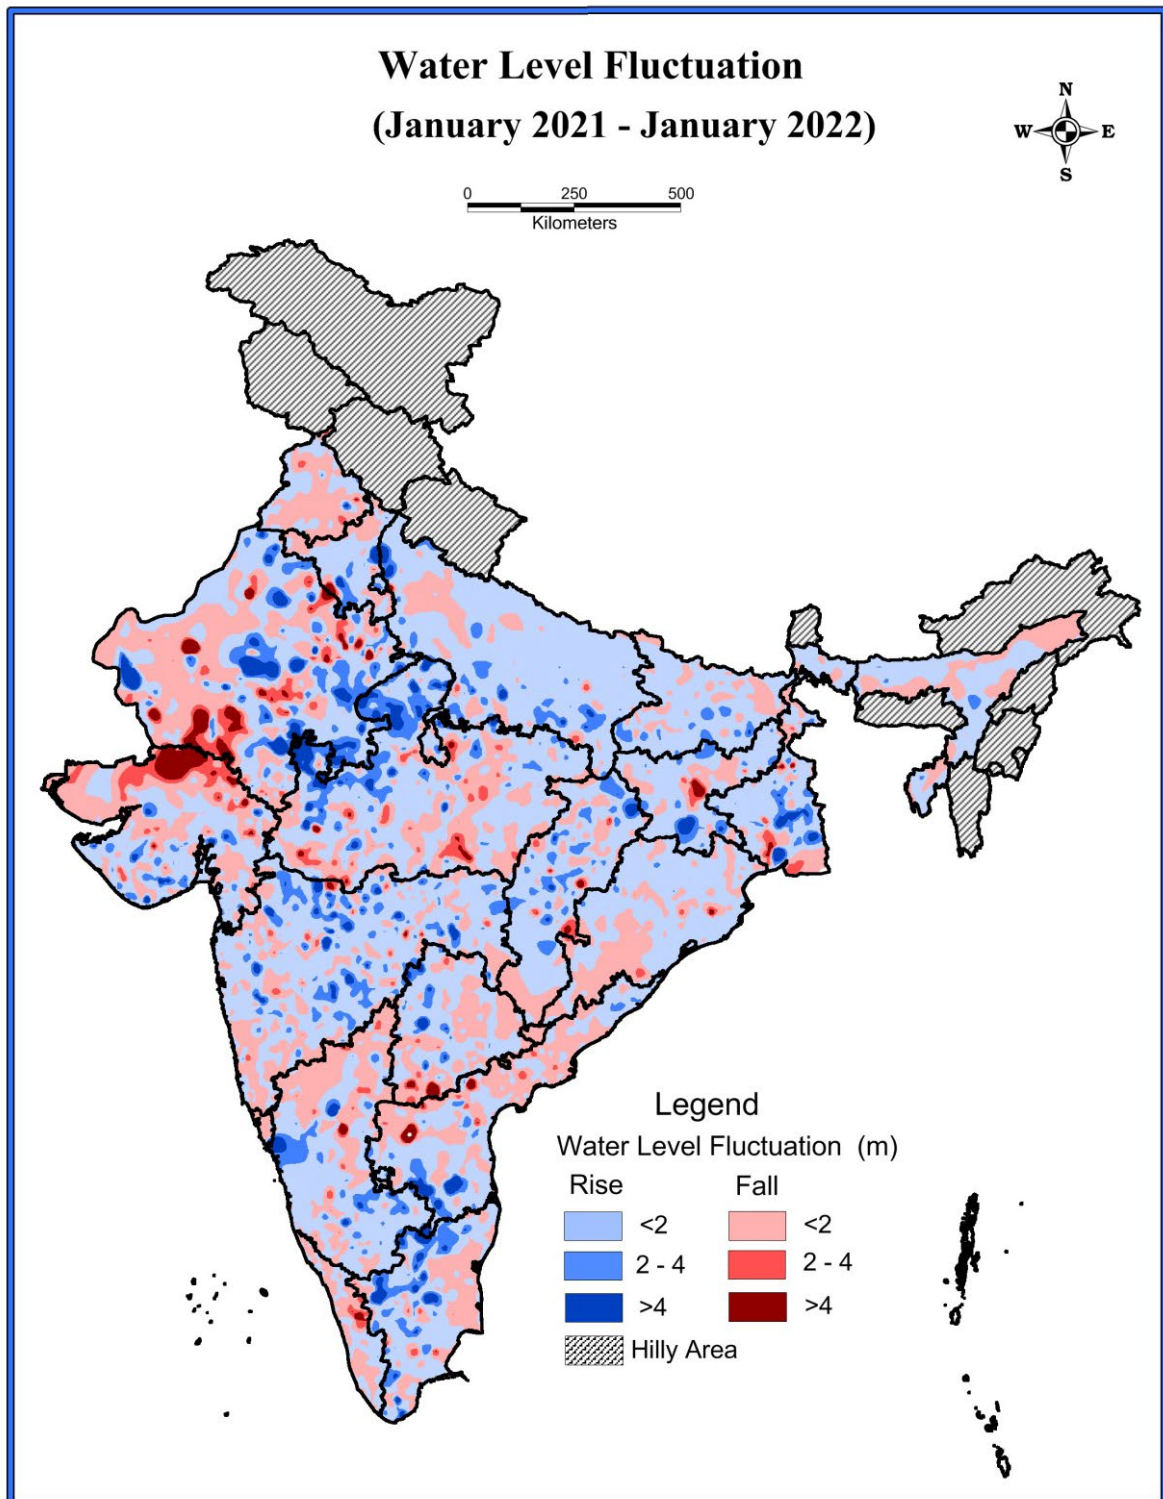 Water Level Fluctuation
(January 2021 - January 2022)
N
W E
S
0 250 500
Kilometers
Legend
Water Level Fluctuation (m)
Rise Fall
<2 <2
2 - 4 2 - 4
>4 >4
Hilly Area